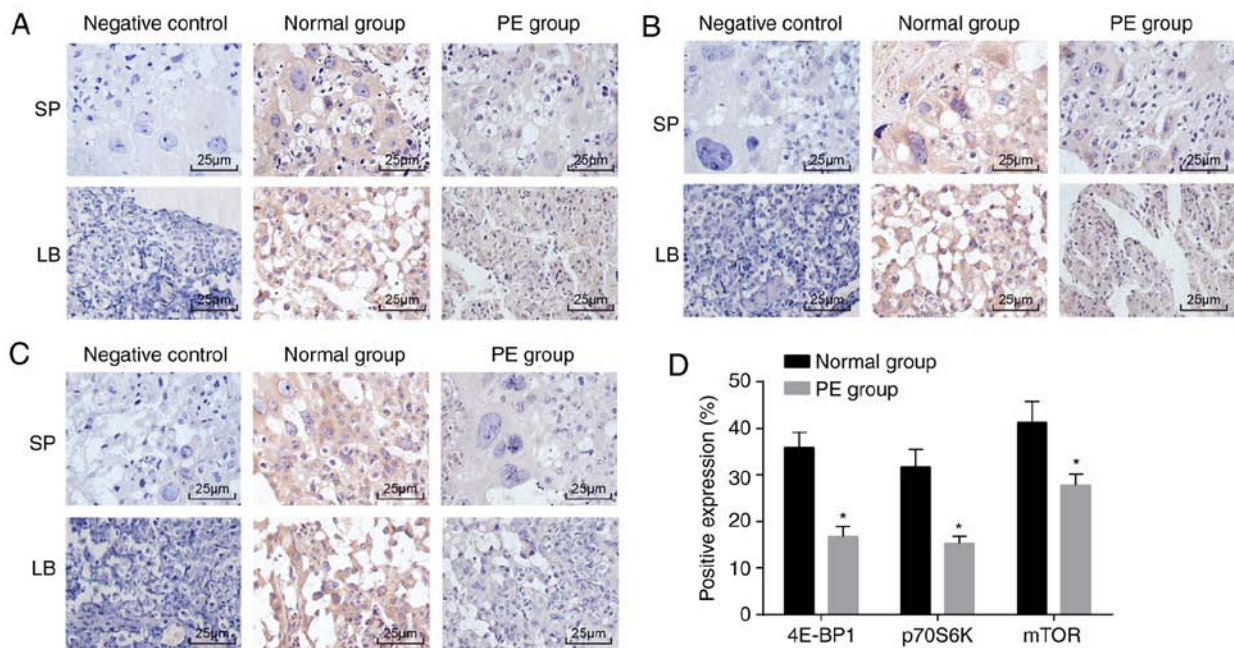 A
Negative control Normal group PE group
SP
25µm 25µm 25µm
LB
25µm 25µm 25µm
B
Negative control Normal group PE group
SP
25µm 25µm 25µm
LB
25µm 25µm 25µm
C
Negative control Normal group PE group
SP
25µm 25µm 25µm
LB
25µm 25µm 25µm
D
Normal group
PE group
Positive expression (%)
50
40
30
20
10
0
* * *
4E-BP1 p70S6K mTOR